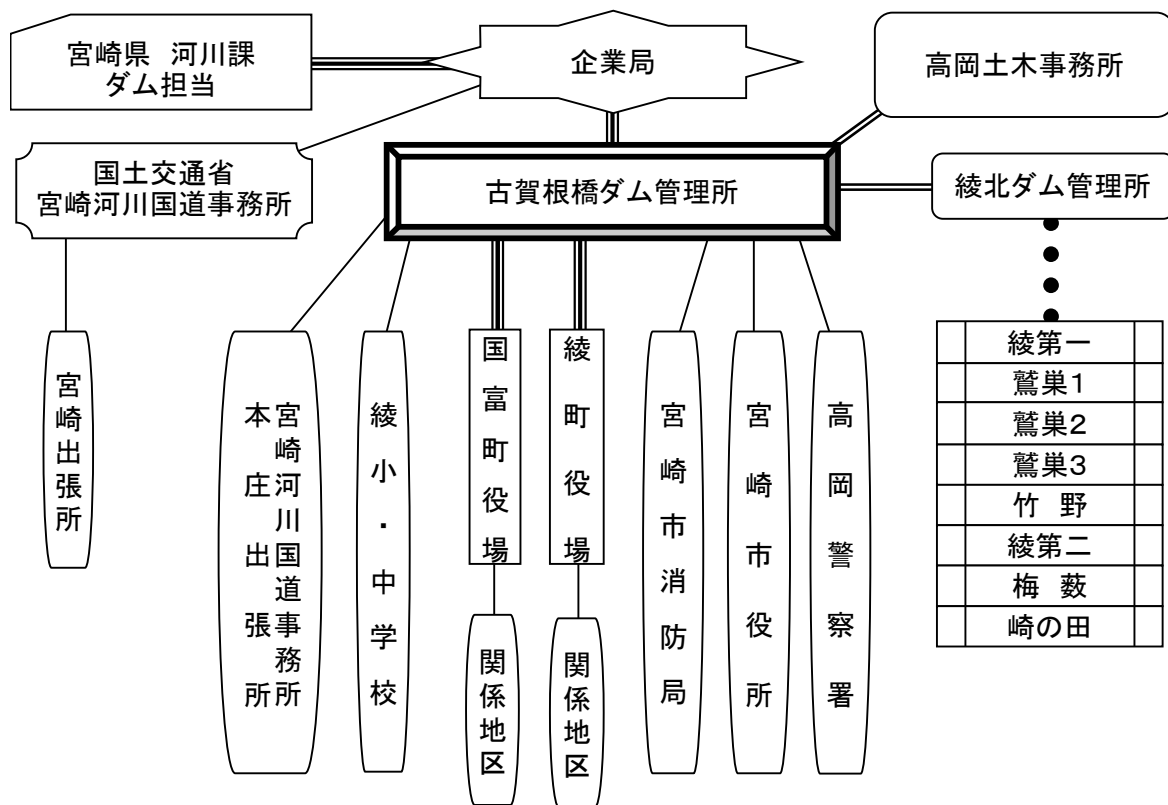 宮崎県 河川課
ダム担当
企業局
高岡土木事務所
国土交通省
宮崎河川国道事務所
古賀根橋ダム管理所
綾北ダム管理所
宮崎出張所
宮崎河川国道事務所
本庄出張所
綾小・中学校
国富町役場
綾町役場
宮崎市消防局
宮崎市役所
高岡警察署
綾第一
鷲巣1
鷲巣2
鷲巣3
竹 野
綾第二
梅 薮
崎の田
関係地区
関係地区